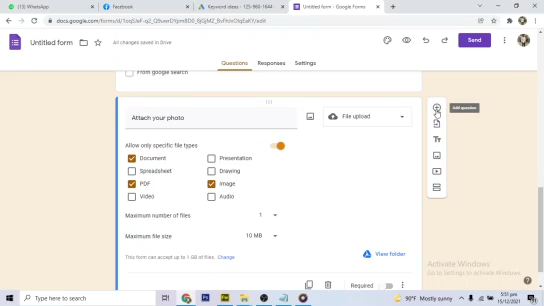 (1) WhatsApp
Facebook
Keyword ideas - 125-960-1644 -
Untitled form - Google Forms
docs.google.com/forms/d/
/edit
Untitled form
All changes saved in Drive
Send
Questions
Responses
Settings
From google search
Add question
Attach your photo
File upload
Allow only specific file types
Document
Presentation
Spreadsheet
Drawing
PDF
Image
Video
Audio
Maximum number of files
1
Maximum file size
10 MB
This form can accept up to 1 GB of files. Change
View folder
Activate Windows
Go to Settings to activate Windows.
Required
Type here to search
90°F Mostly sunny
5:51 pm
15/12/2021